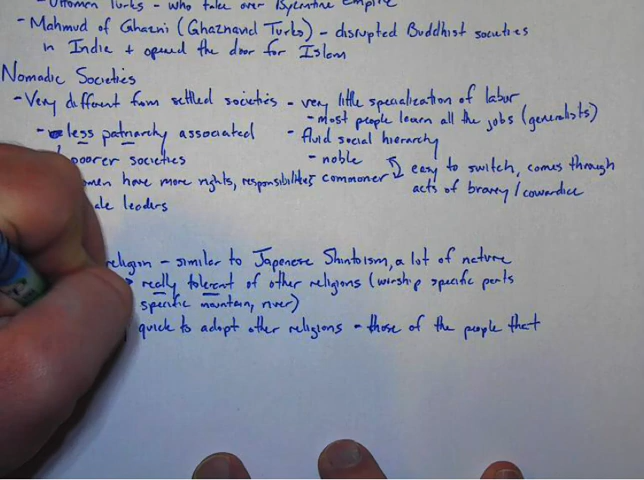 - Ottoman Turks - who take over Byzantine Empire
- Mahmud of Ghazni (Ghaznavid Turks) - disrupted Buddhist societies
in India + opened the door for Islam
Nomadic Societies
- Very different from settled societies - very little specialization of labor
- most people learn all the jobs (generalists)
- less patriarchy associated - fluid social hierarchy
poorer societies - noble
easy to switch, comes through
men have more rights, responsibilities commoner
acts of bravery / cowardice
ale leaders
religion - similar to Japanese Shintoism, a lot of nature
really tolerant of other religions (worship specific parts
specific mountain, river)
quick to adopt other religions - those of the people that